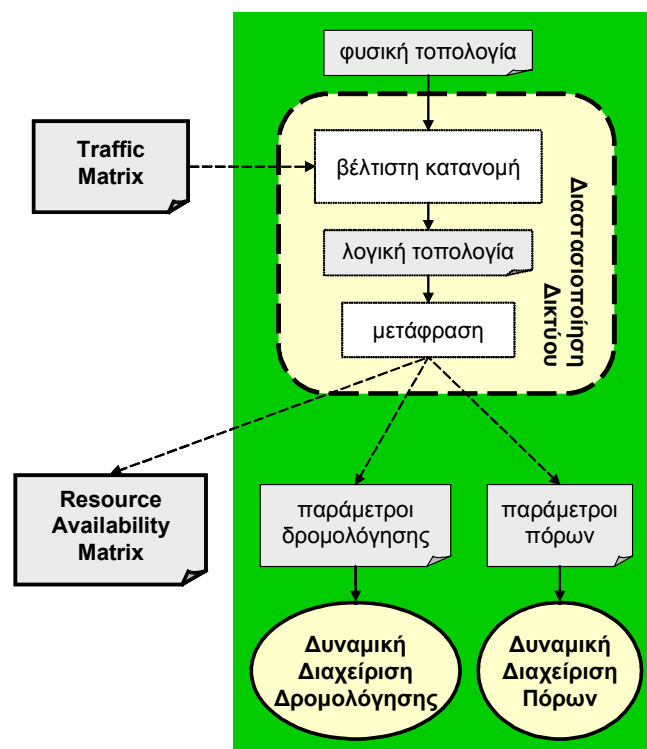 φυσική τοπολογία
Traffic
Matrix
βέλτιστη κατανομή
λογική τοπολογία
μετάφραση
Διαστασιοποίηση
Δικτύου
Resource
Availability
Matrix
παράμετροι
δρομολόγησης
παράμετροι
πόρων
Δυναμική
Διαχείριση
Δρομολόγησης
Δυναμική
Διαχείριση
Πόρων